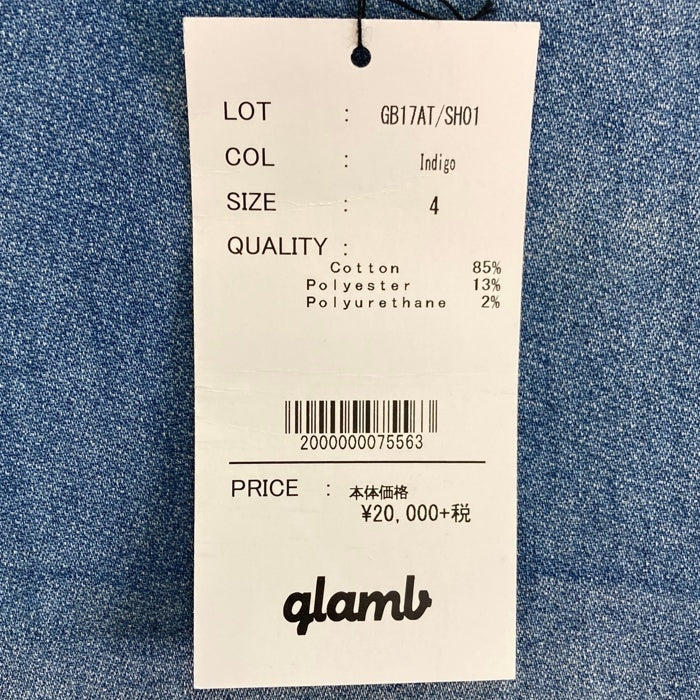 LOT : GB17AT/SH01
COL : Indigo
SIZE : 4
QUALITY :
Cotton 85%
Polyester 13%
Polyurethane 2%
2000000075563
PRICE : 本体価格
¥20,000+税
glamb